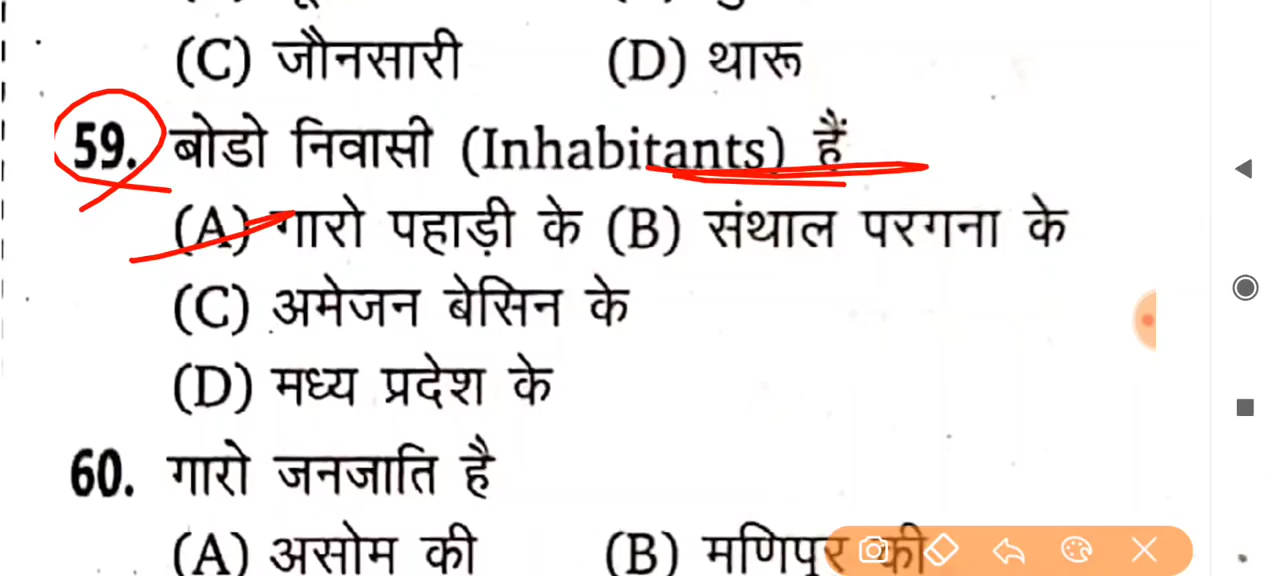 (C) जौनसारी (D) थारू
59. बोडो निवासी (Inhabitants) हैं
(A) गारो पहाड़ी के (B) संथाल परगना के
(C) अमेजन बेसिन के
(D) मध्य प्रदेश के
60. गारो जनजाति है
(A) असोम की (B) मणिपुर की